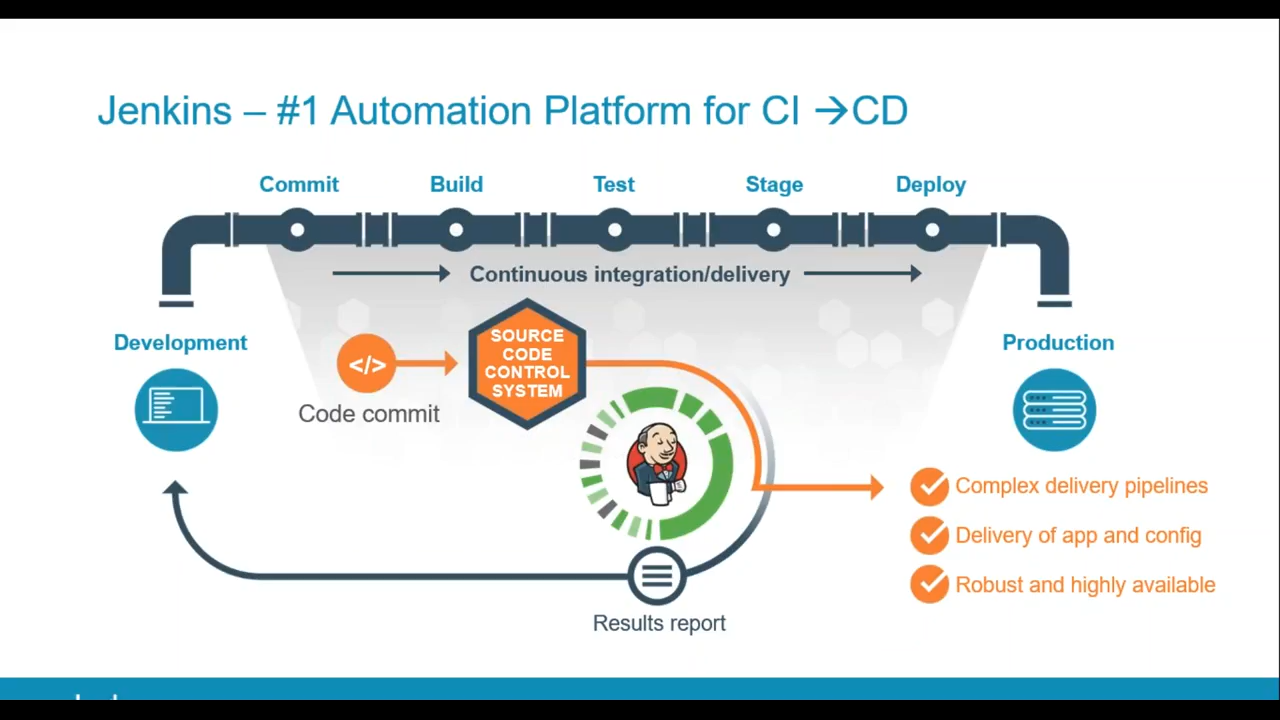 Jenkins – #1 Automation Platform for CI →CD
Commit
Build
Test
Stage
Deploy
Continuous integration/delivery
Development
Production
</>
SOURCE
CODE
CONTROL
SYSTEM
Code commit
Complex delivery pipelines
Delivery of app and config
Robust and highly available
Results report